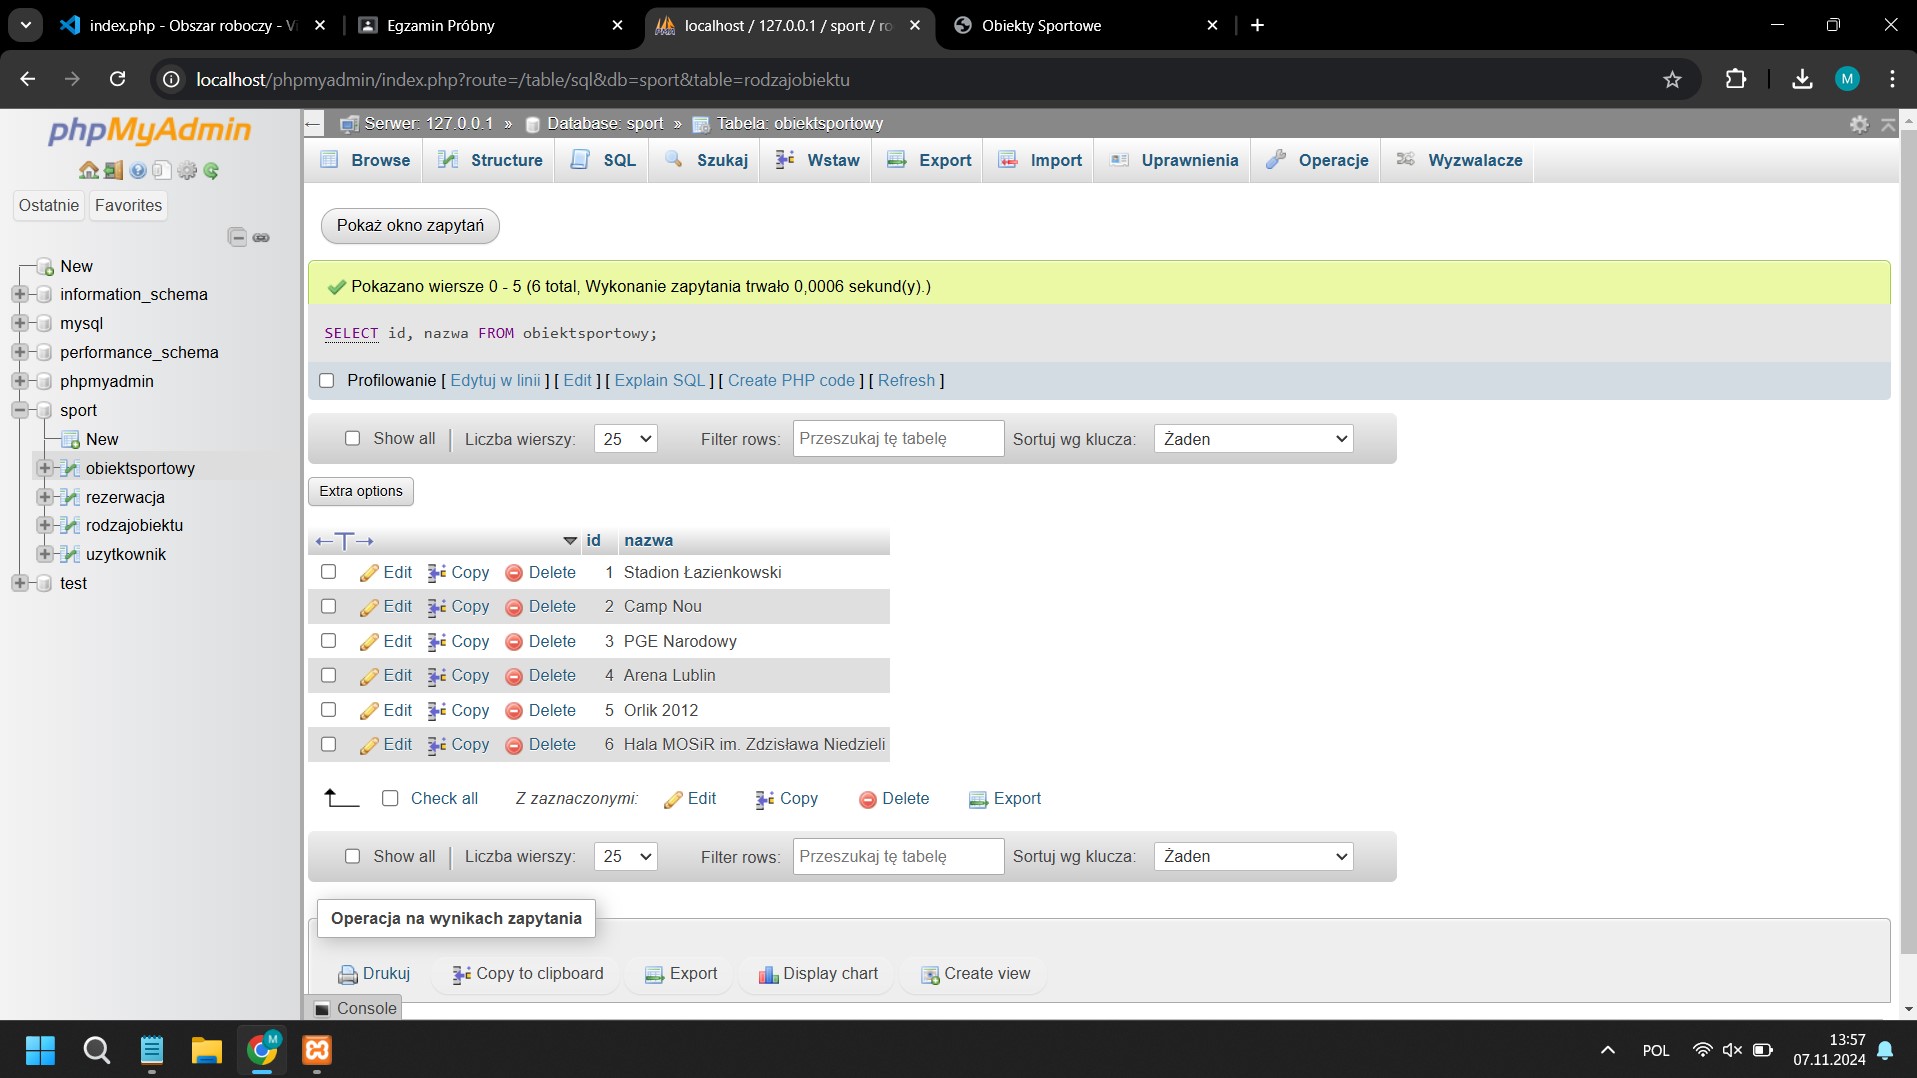 index.php - Obszar roboczy - Vi
Egzamin Próbny
localhost / 127.0.0.1 / sport / ro
Obiekty Sportowe
localhost/phpmyadmin/index.php?route=/table/sql&db=sport&table=rodzajobiektu
M
phpMyAdmin
Ostatnie
Favorites
New
information_schema
mysql
performance_schema
phpmyadmin
sport
New
obiektsportowy
rezerwacja
rodzajobiektu
uzytkownik
test
Serwer: 127.0.0.1 » Database: sport » Tabela: obiektsportowy
Browse Structure SQL Szukaj Wstaw Export Import Uprawnienia Operacje Wyzwalacze
Pokaż okno zapytań
Pokazano wiersze 0 - 5 (6 total, Wykonanie zapytania trwało 0,0006 sekund(y).)
SELECT id, nazwa FROM obiektsportowy;
Profilowanie [ Edytuj w linii ] [ Edit ] [ Explain SQL ] [ Create PHP code ] [ Refresh ]
Show all Liczba wierszy: 25 Filter rows: Przeszukaj tę tabelę Sortuj wg klucza: Żaden
Extra options
←T→ id nazwa
Edit Copy Delete 1 Stadion Łazienkowski
Edit Copy Delete 2 Camp Nou
Edit Copy Delete 3 PGE Narodowy
Edit Copy Delete 4 Arena Lublin
Edit Copy Delete 5 Orlik 2012
Edit Copy Delete 6 Hala MOSiR im. Zdzisława Niedzieli
Check all Z zaznaczonymi: Edit Copy Delete Export
Show all Liczba wierszy: 25 Filter rows: Przeszukaj tę tabelę Sortuj wg klucza: Żaden
Operacja na wynikach zapytania
Drukuj Copy to clipboard Export Display chart Create view
Console
M
POL
13:57
07.11.2024